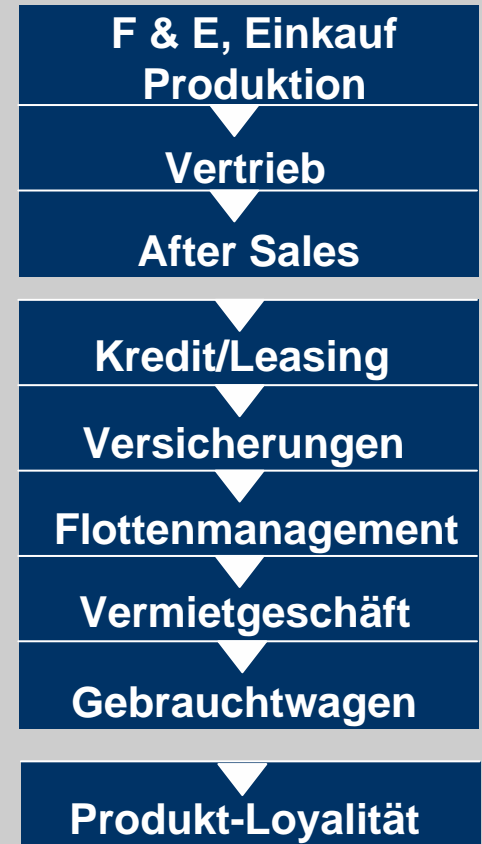 F & E, Einkauf
Produktion
Vertrieb
After Sales
Kredit/Leasing
Versicherungen
Flottenmanagement
Vermietgeschäft
Gebrauchtwagen
Produkt-Loyalität